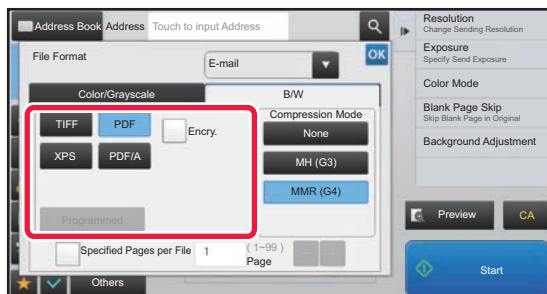 Address Book Address Touch to input Address
File Format
E-mail
OK
Color/Grayscale
B/W
TIFF
PDF
Encry.
XPS
PDF/A
Programmed
Compression Mode
None
MH (G3)
MMR (G4)
Specified Pages per File
1
(1~99)
Page
Others
Resolution
Change Sending Resolution
Exposure
Specify Send Exposure
Color Mode
Blank Page Skip
Skip Blank Page in Original
Background Adjustment
Preview
CA
Start